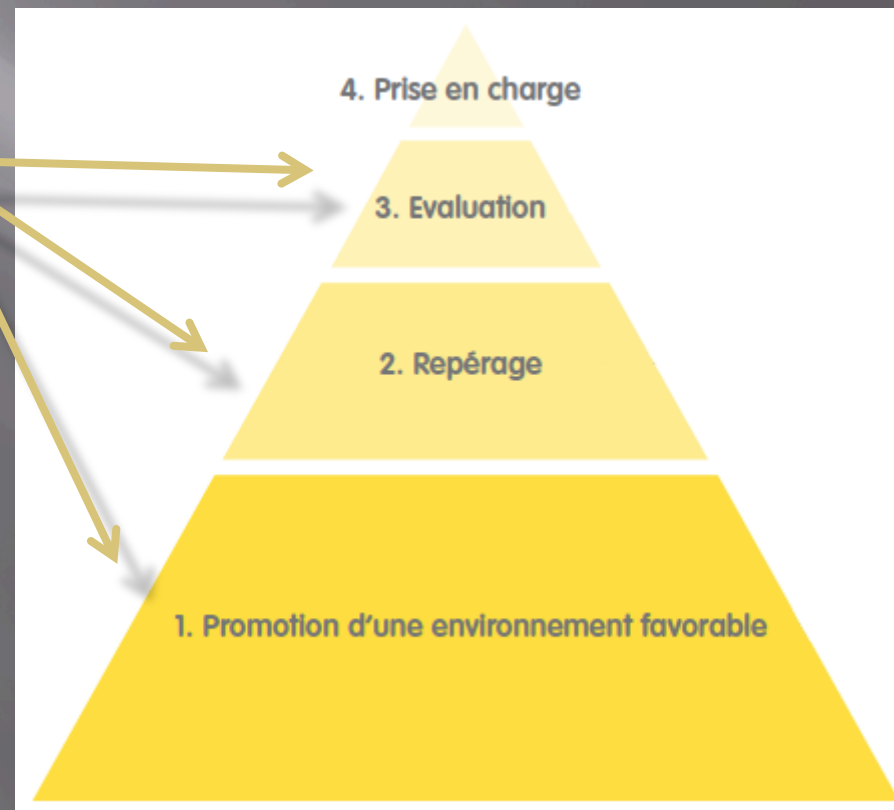 4. Prise en charge
3. Evaluation
2. Repérage
1. Promotion d'une environnement favorable